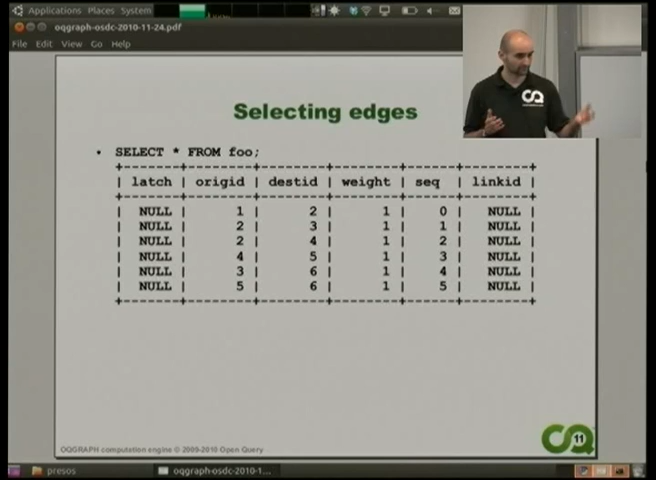 Applications Places System
oqgraph-osdc-2010-11-24.pdf
File Edit View Go Help
Selecting edges
• SELECT * FROM foo;
+--------+--------+--------+--------+-------+--------+
| latch | origid | destid | weight | seq | linkid |
+--------+--------+--------+--------+-------+--------+
| NULL | 1 | 2 | 1 | 0 | NULL |
| NULL | 2 | 3 | 1 | 1 | NULL |
| NULL | 2 | 4 | 1 | 2 | NULL |
| NULL | 4 | 5 | 1 | 3 | NULL |
| NULL | 3 | 6 | 1 | 4 | NULL |
| NULL | 5 | 6 | 1 | 5 | NULL |
+--------+--------+--------+--------+-------+--------+
OQGRAPH computation engine © 2009-2010 Open Query
11
presos
oqgraph-osdc-2010-1...